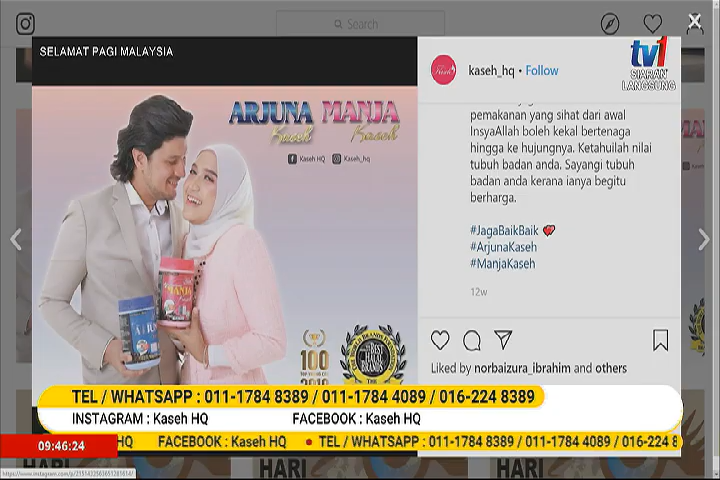 Search
SELAMAT PAGI MALAYSIA
tv1
SIARAN
LANGSUNG
ARJUNA MANJA
Kaseh Kaseh
Kaseh HQ Kaseh_hq
MANJA
100
2019
kaseh_hq • Follow
pemakanan yang sihat dari awal
InsyaAllah boleh kekal bertenaga
hingga ke hujungnya. Ketahuilah nilai
tubuh badan anda. Sayangi tubuh
badan anda kerana ianya begitu
berharga.
#JagaBaikBaik
#ArjunaKaseh
#ManjaKaseh
12w
Liked by norbaizura_ibrahim and others
TEL / WHATSAPP : 011-1784 8389 / 011-1784 4089 / 016-224 8389
INSTAGRAM : Kaseh HQ FACEBOOK : Kaseh HQ
09:46:24
HQ FACEBOOK : Kaseh HQ • TEL / WHATSAPP : 011-1784 8389 / 011-1784 4089 / 016-224 8
HARI HARI HARI